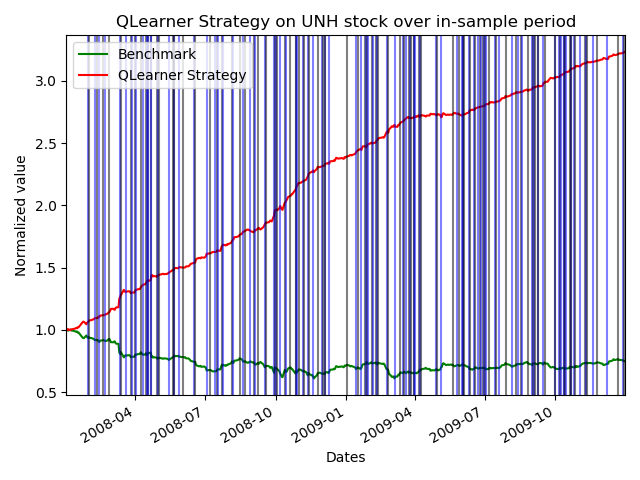 QLearner Strategy on UNH stock over in-sample period
Benchmark
QLearner Strategy
Normalized value
3.0
2.5
2.0
1.5
1.0
0.5
2008-04
2008-07
2008-10
2009-01
2009-04
2009-07
2009-10
Dates